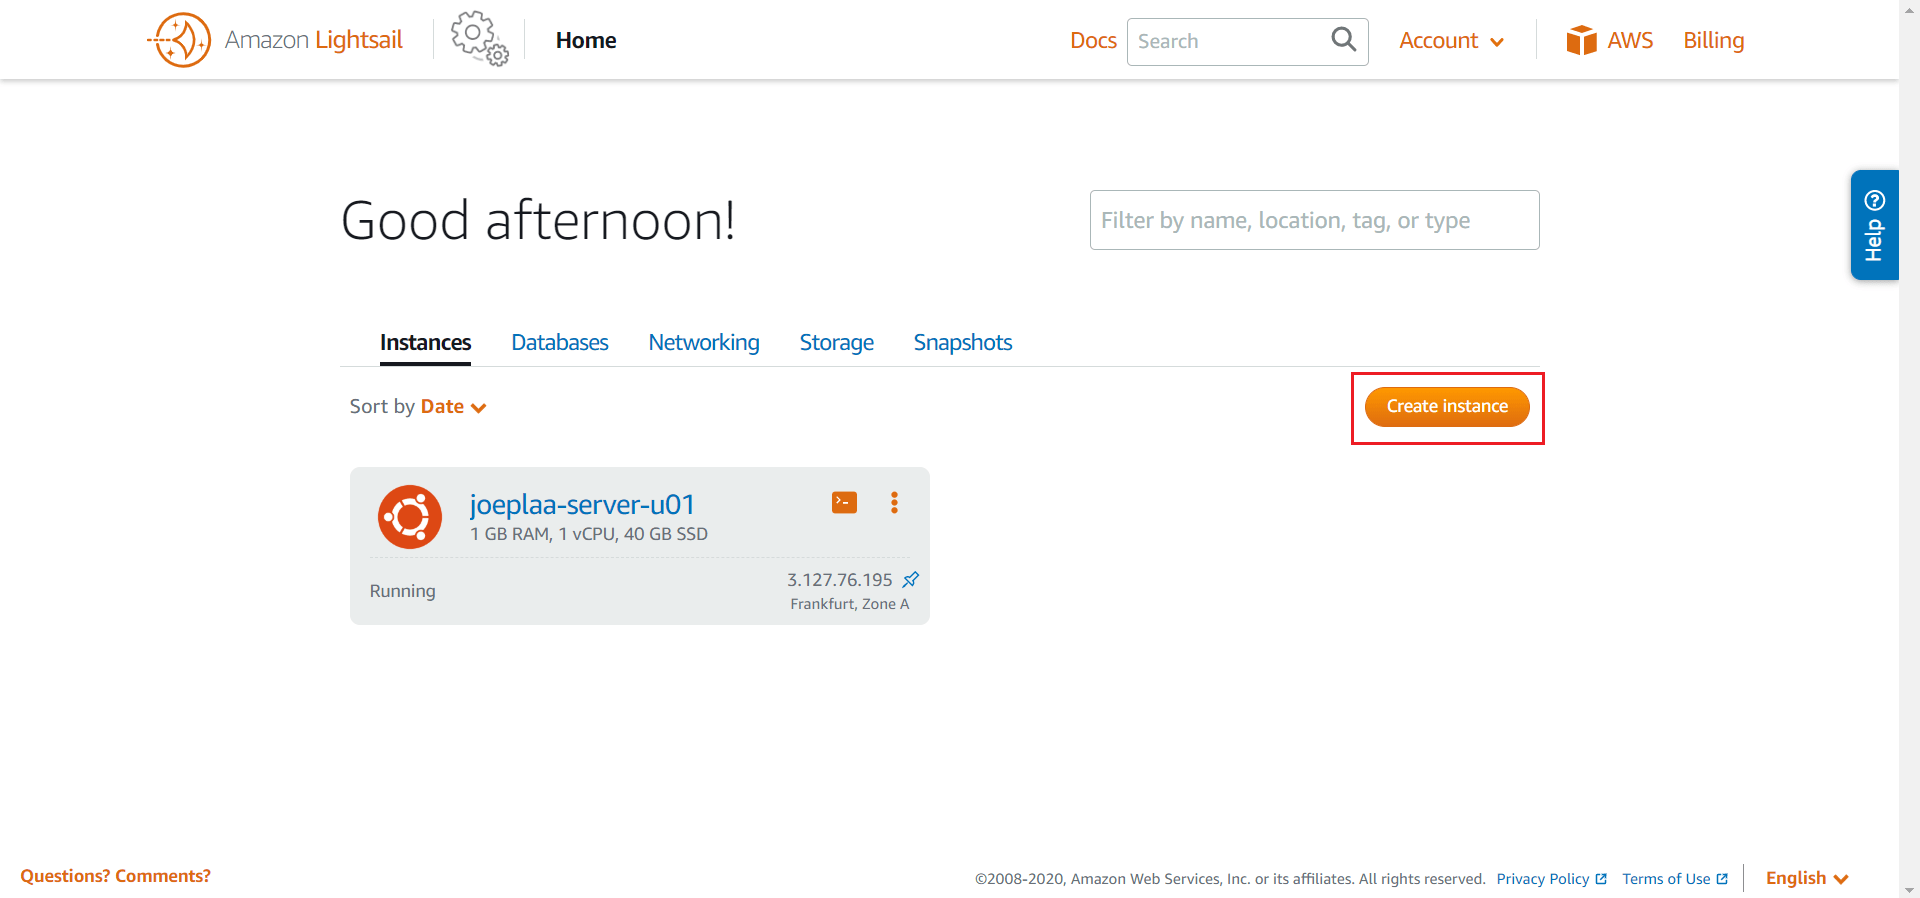 Amazon Lightsail
Home
Docs
Search
Account
AWS
Billing
Help
Good afternoon!
Filter by name, location, tag, or type
Instances Databases Networking Storage Snapshots
Sort by Date
Create instance
joeplaa-server-u01
1 GB RAM, 1 vCPU, 40 GB SSD
Running
3.127.76.195
Frankfurt, Zone A
Questions? Comments?
©2008-2020, Amazon Web Services, Inc. or its affiliates. All rights reserved. Privacy Policy Terms of Use
English